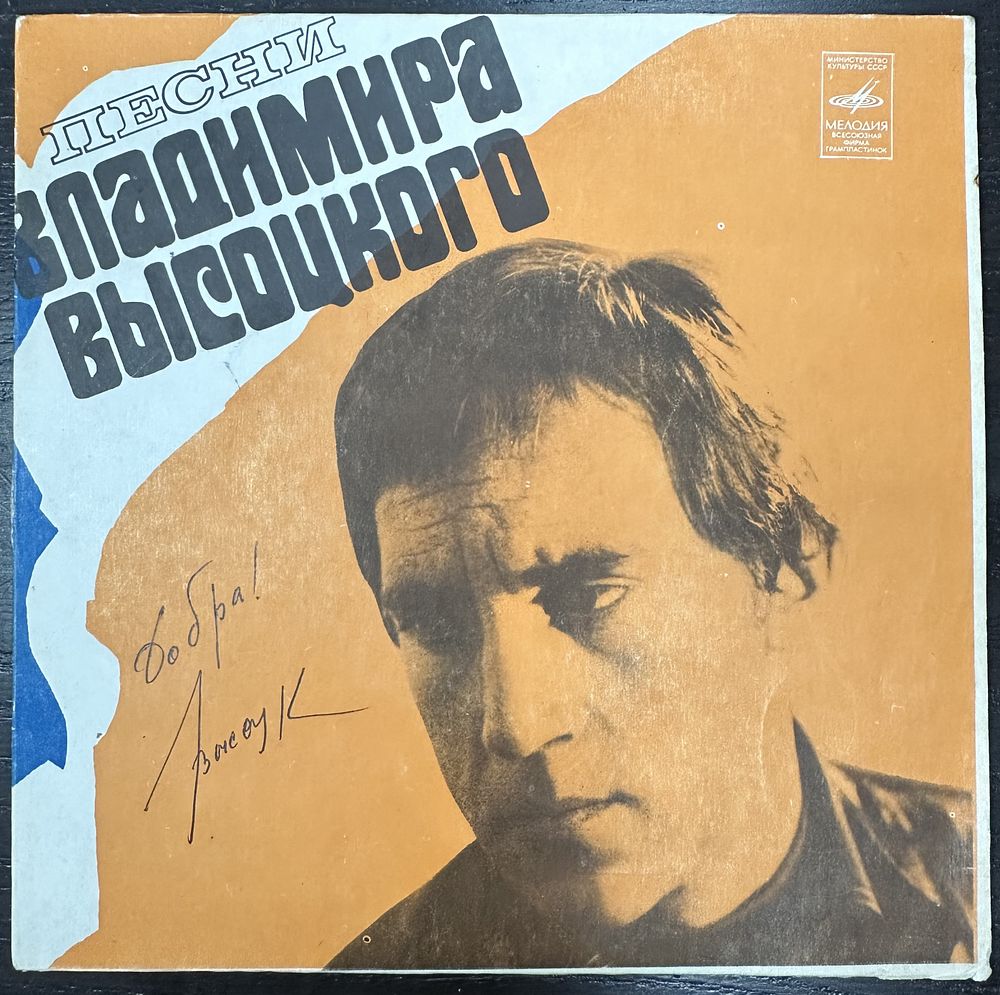 ПЕСНИ
ВЛАДИМИРА
ВЫСОЦКОГО
МИНИСТЕРСТВО
КУЛЬТУРЫ СССР
МЕЛОДИЯ
ВСЕСОЮЗНАЯ
ФИРМА
ГРАМПЛАСТИНОК
Добра!